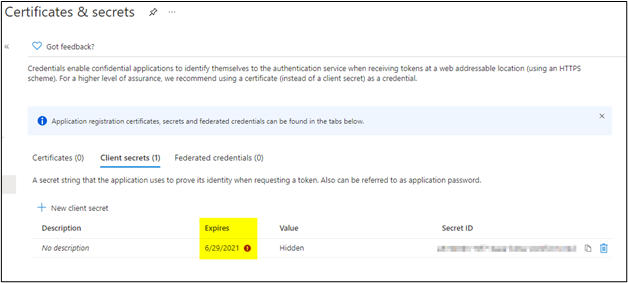 Certificates & secrets
Got feedback?
Credentials enable confidential applications to identify themselves to the authentication service when receiving tokens at a web addressable location (using an HTTPS
scheme). For a higher level of assurance, we recommend using a certificate (instead of a client secret) as a credential.
Application registration certificates, secrets and federated credentials can be found in the tabs below.
Certificates (0) Client secrets (1) Federated credentials (0)
A secret string that the application uses to prove its identity when requesting a token. Also can be referred to as application password.
New client secret
Description Expires Value Secret ID
No description 6/29/2021 Hidden